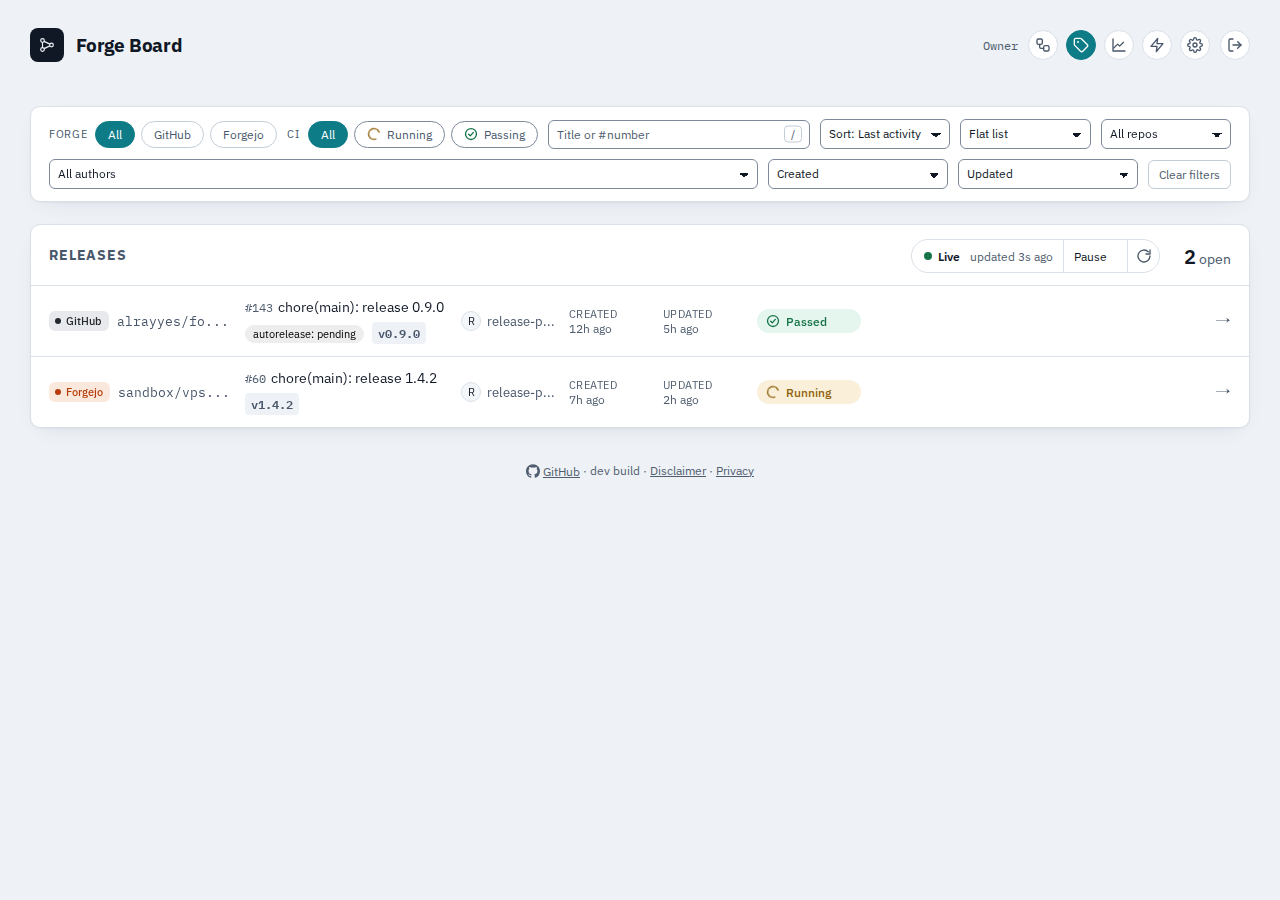 Forge Board
Owner
FORGE All GitHub Forgejo CI All Running Passing Title or #number / Sort: Last activity Flat list All repos
All authors Created Updated Clear filters
RELEASES Live updated 3s ago Pause 2 open
GitHub alrayyes/fo... #143 chore(main): release 0.9.0 R release-p... CREATED UPDATED Passed →
autorelease: pending v0.9.0 12h ago 5h ago
Forgejo sandbox/vps... #60 chore(main): release 1.4.2 R release-p... CREATED UPDATED Running →
v1.4.2 7h ago 2h ago
GitHub · dev build · Disclaimer · Privacy